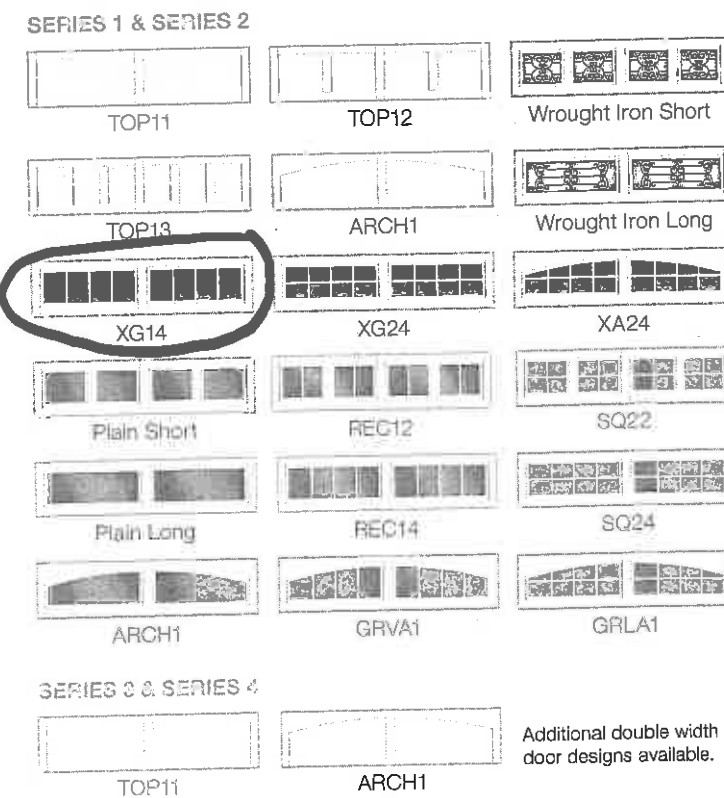 SERIES 1 & SERIES 2
TOP11 TOP12 Wrought Iron Short
TOP13 ARCH1 Wrought Iron Long
XG14 XG24 XA24
Plain Short REC12 SQ22
Plain Long REC14 SQ24
ARCH1 GRVA1 GRLA1
SERIES 3 & SERIES 4
TOP11 ARCH1 Additional double width
door designs available.